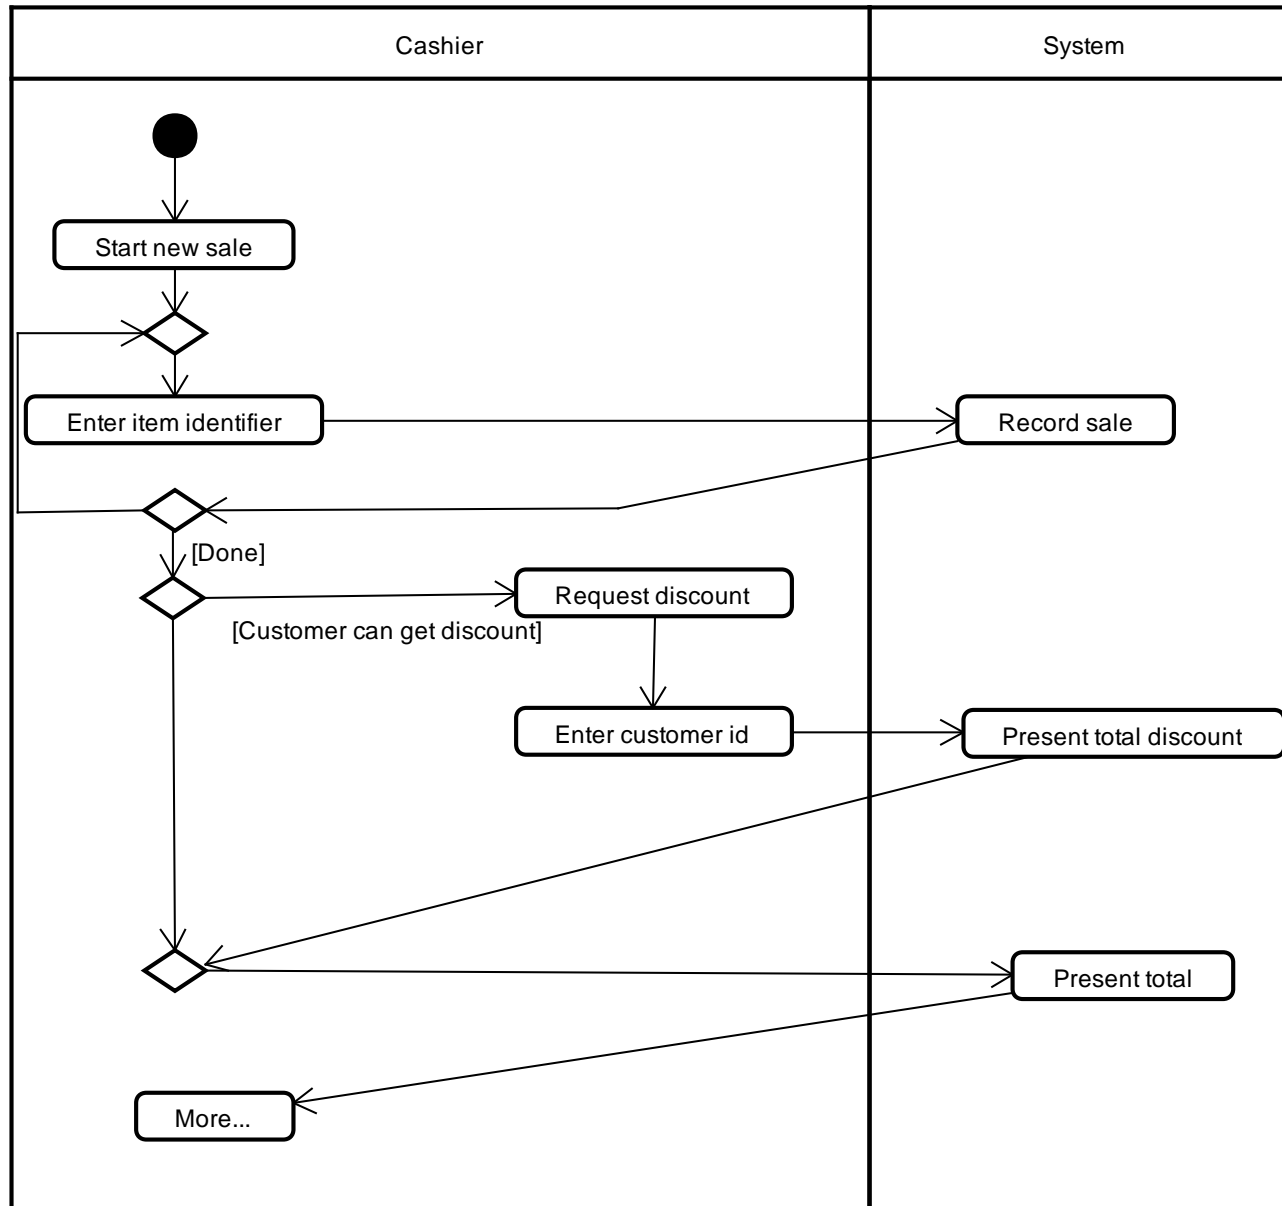 Cashier
System
Start new sale
Enter item identifier
Record sale
[Done]
Request discount
[Customer can get discount]
Enter customer id
Present total discount
Present total
More...